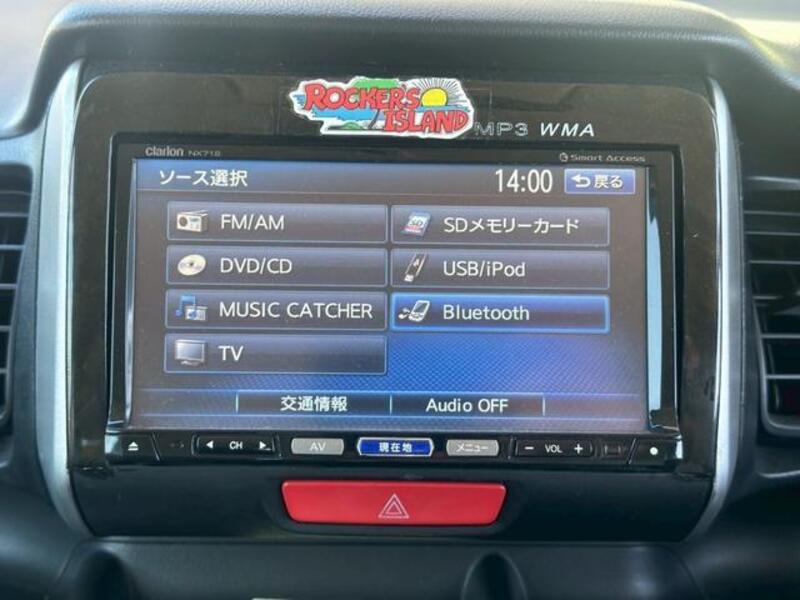 ROCKERS
ISLAND
MP3 WMA
clarion NX718
Smart Access
ソース選択 14:00 戻る
FM/AM SDメモリーカード
DVD/CD USB/iPod
MUSIC CATCHER Bluetooth
TV
交通情報 Audio OFF
CH AV 現在地 メニュー − VOL +